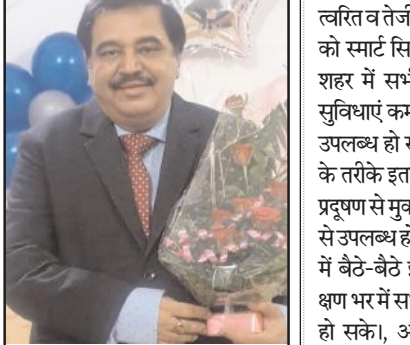 त्वरित व तेजी
को स्मार्ट सि
शहर में सभी
सुविधाएं कम
उपलब्ध हो स
के तरीके इत
प्रदूषण से मुक
से उपलब्ध हो
में बैठे-बैठे इ
क्षण भर में स
हो सके।, अ